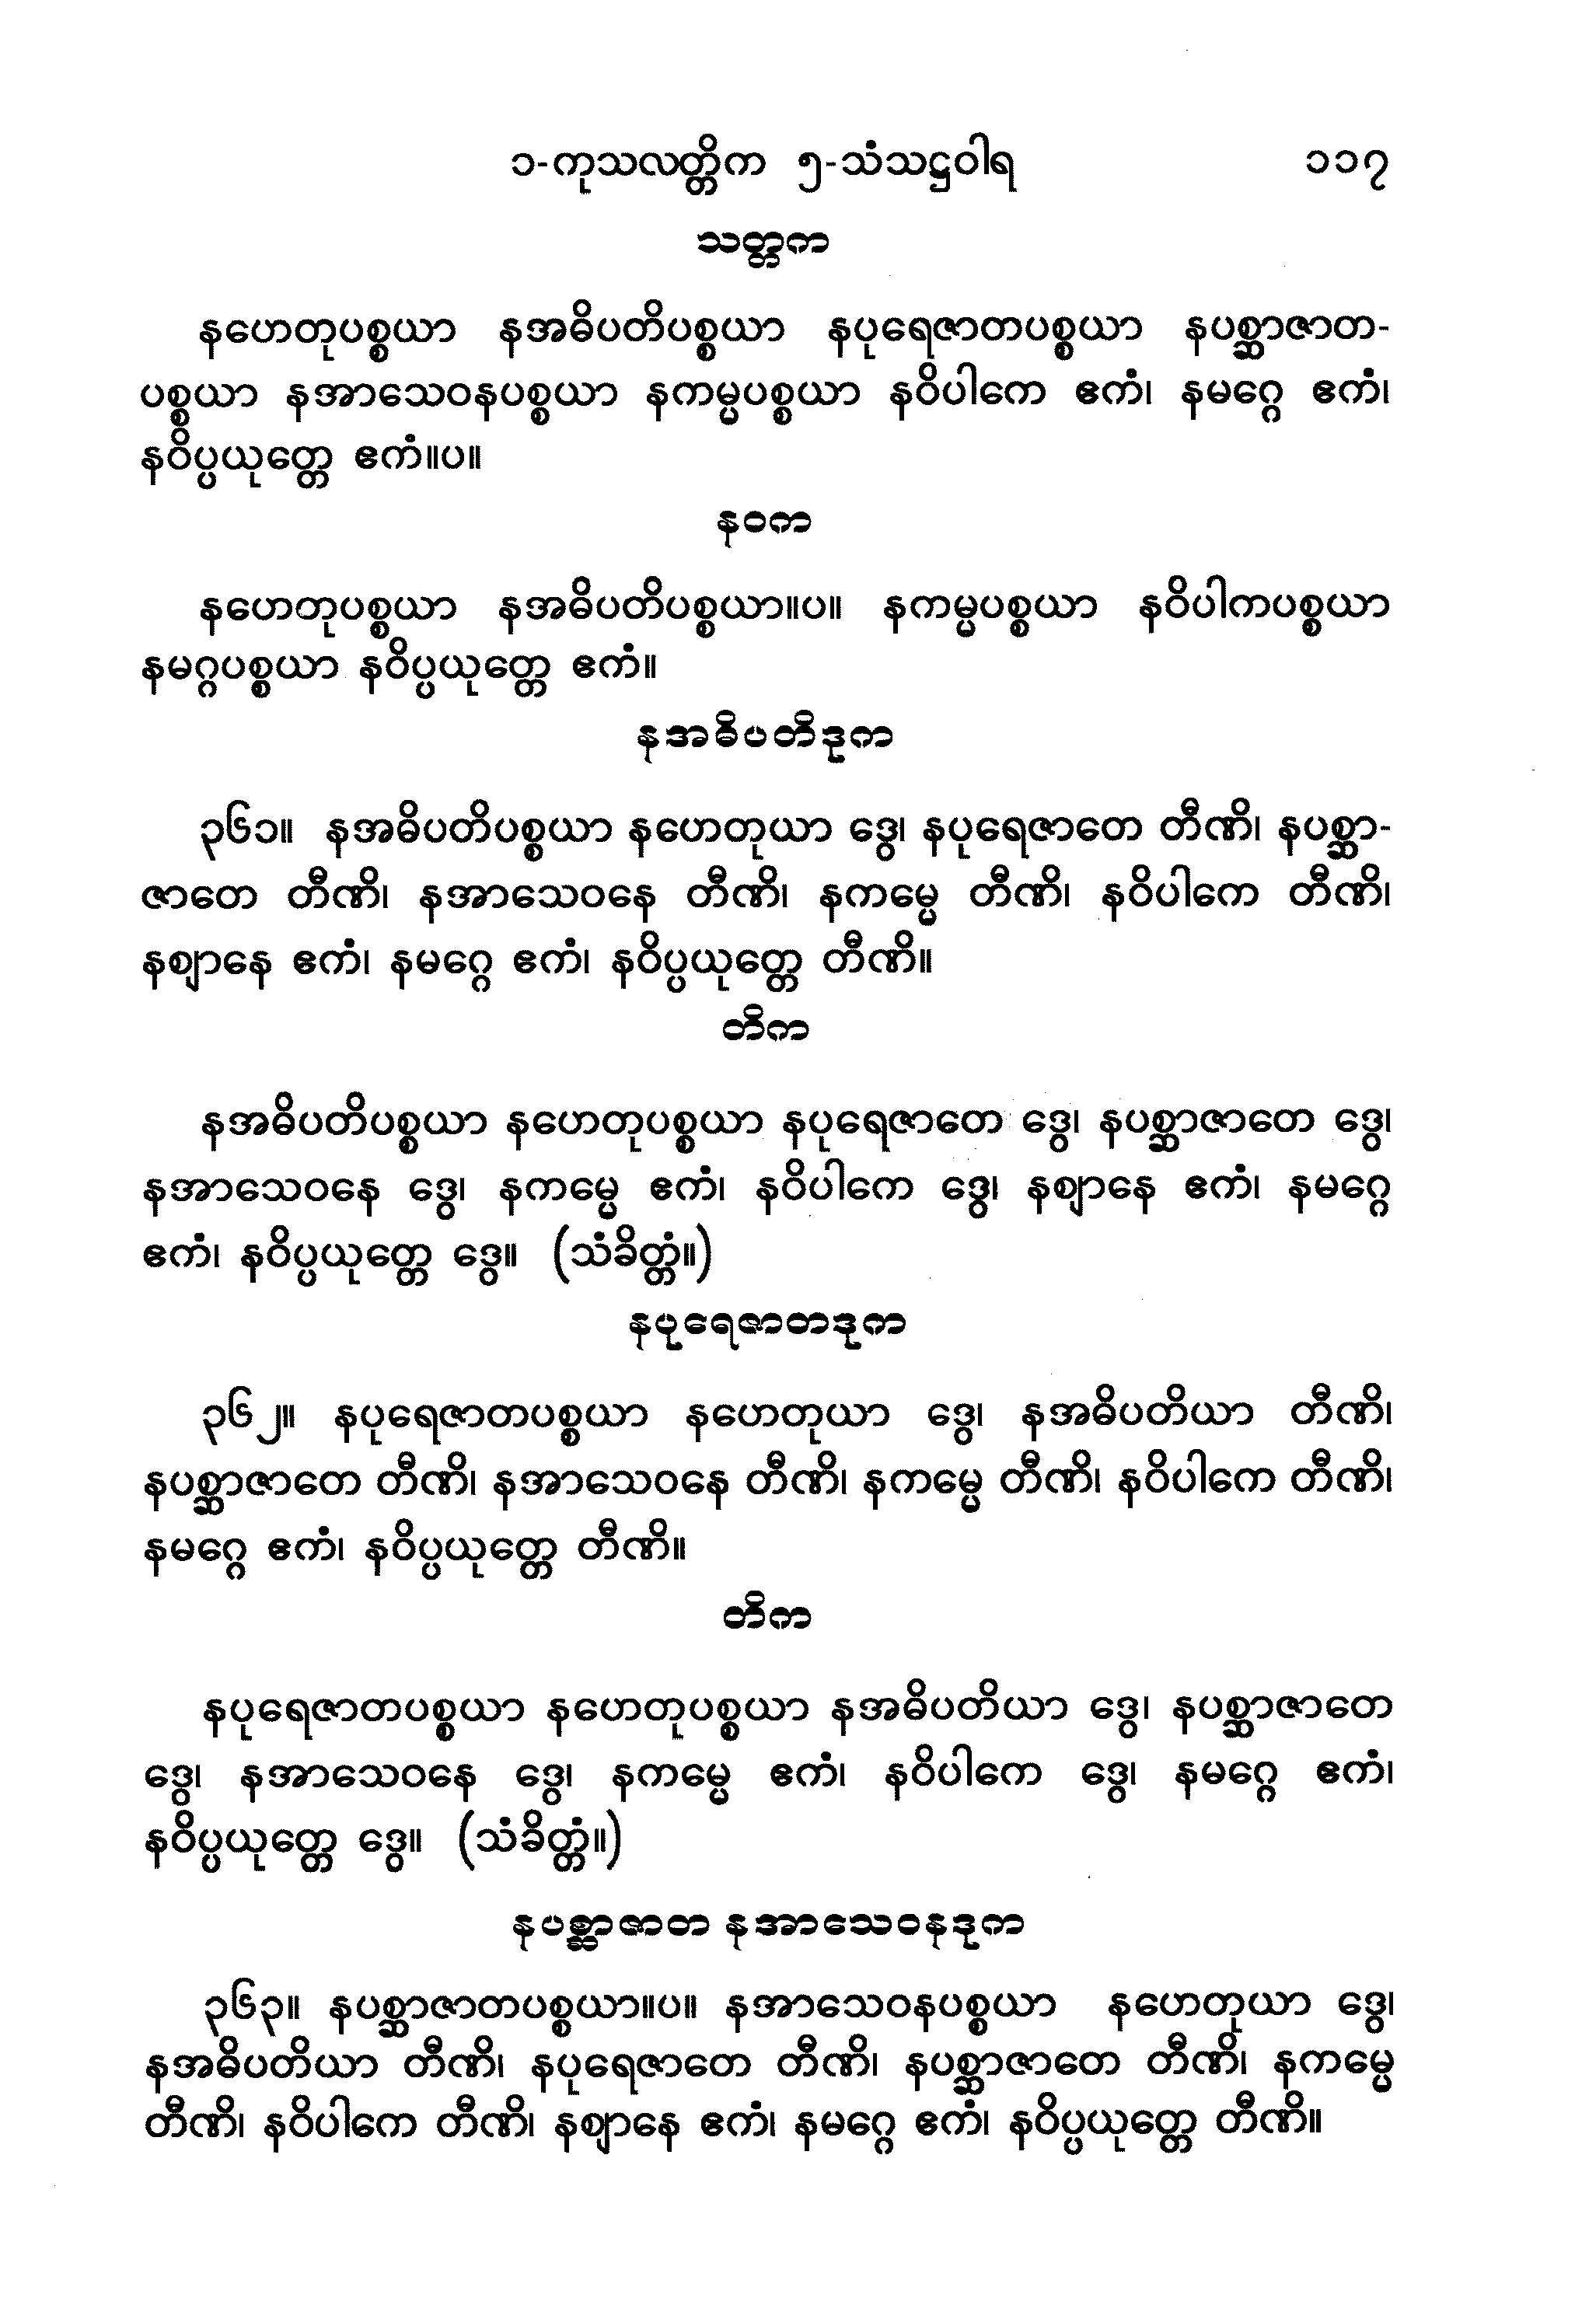 ၁-ကုသလတ္တိက ၅-သံသဋ္ဌဝါရ ၁၁၇
သတ္တက
နဟေတုပစ္စယာ နအဓိပတိပစ္စယာ နပုရေဇာတပစ္စယာ နပစ္ဆာဇာတ-
ပစ္စယာ နအာသေဝနပစ္စယာ နကမ္မပစ္စယာ နဝိပါကေ ဧကံ၊ နမဂ္ဂေ ဧကံ၊
နဝိပ္ပယုတ္တေ ဧကံ။ပ။
နဝက
နဟေတုပစ္စယာ နအဓိပတိပစ္စယာ။ပ။ နကမ္မပစ္စယာ နဝိပါကပစ္စယာ
နမဂ္ဂပစ္စယာ နဝိပ္ပယုတ္တေ ဧကံ။
နအဓိပတိဒုက
၃၆၁။ နအဓိပတိပစ္စယာ နဟေတုယာ ဒွေ၊ နပုရေဇာတေ တီဏိ၊ နပစ္ဆာ-
ဇာတေ တီဏိ၊ နအာသေဝနေ တီဏိ၊ နကမ္မေ တီဏိ၊ နဝိပါကေ တီဏိ၊
နဈာနေ ဧကံ၊ နမဂ္ဂေ ဧကံ၊ နဝိပ္ပယုတ္တေ တီဏိ။
တိက
နအဓိပတိပစ္စယာ နဟေတုပစ္စယာ နပုရေဇာတေ ဒွေ၊ နပစ္ဆာဇာတေ ဒွေ၊
နအာသေဝနေ ဒွေ၊ နကမ္မေ ဧကံ၊ နဝိပါကေ ဒွေ၊ နဈာနေ ဧကံ၊ နမဂ္ဂေ
ဧကံ၊ နဝိပ္ပယုတ္တေ ဒွေ။ (သံခိတ္တံ။)
နပုရေဇာတဒုက
၃၆၂။ နပုရေဇာတပစ္စယာ နဟေတုယာ ဒွေ၊ နအဓိပတိယာ တီဏိ၊
နပစ္ဆာဇာတေ တီဏိ၊ နအာသေဝနေ တီဏိ၊ နကမ္မေ တီဏိ၊ နဝိပါကေ တီဏိ၊
နမဂ္ဂေ ဧကံ၊ နဝိပ္ပယုတ္တေ တီဏိ။
တိက
နပုရေဇာတပစ္စယာ နဟေတုပစ္စယာ နအဓိပတိယာ ဒွေ၊ နပစ္ဆာဇာတေ
ဒွေ၊ နအာသေဝနေ ဒွေ၊ နကမ္မေ ဧကံ၊ နဝိပါကေ ဒွေ၊ နမဂ္ဂေ ဧကံ၊
နဝိပ္ပယုတ္တေ ဒွေ။ (သံခိတ္တံ။)
နပစ္ဆာဇာတ နအာသေဝနဒုက
၃၆၃။ နပစ္ဆာဇာတပစ္စယာ။ပ။ နအာသေဝနပစ္စယာ နဟေတုယာ ဒွေ၊
နအဓိပတိယာ တီဏိ၊ နပုရေဇာတေ တီဏိ၊ နပစ္ဆာဇာတေ တီဏိ၊ နကမ္မေ
တီဏိ၊ နဝိပါကေ တီဏိ၊ နဈာနေ ဧကံ၊ နမဂ္ဂေ ဧကံ၊ နဝိပ္ပယုတ္တေ တီဏိ။